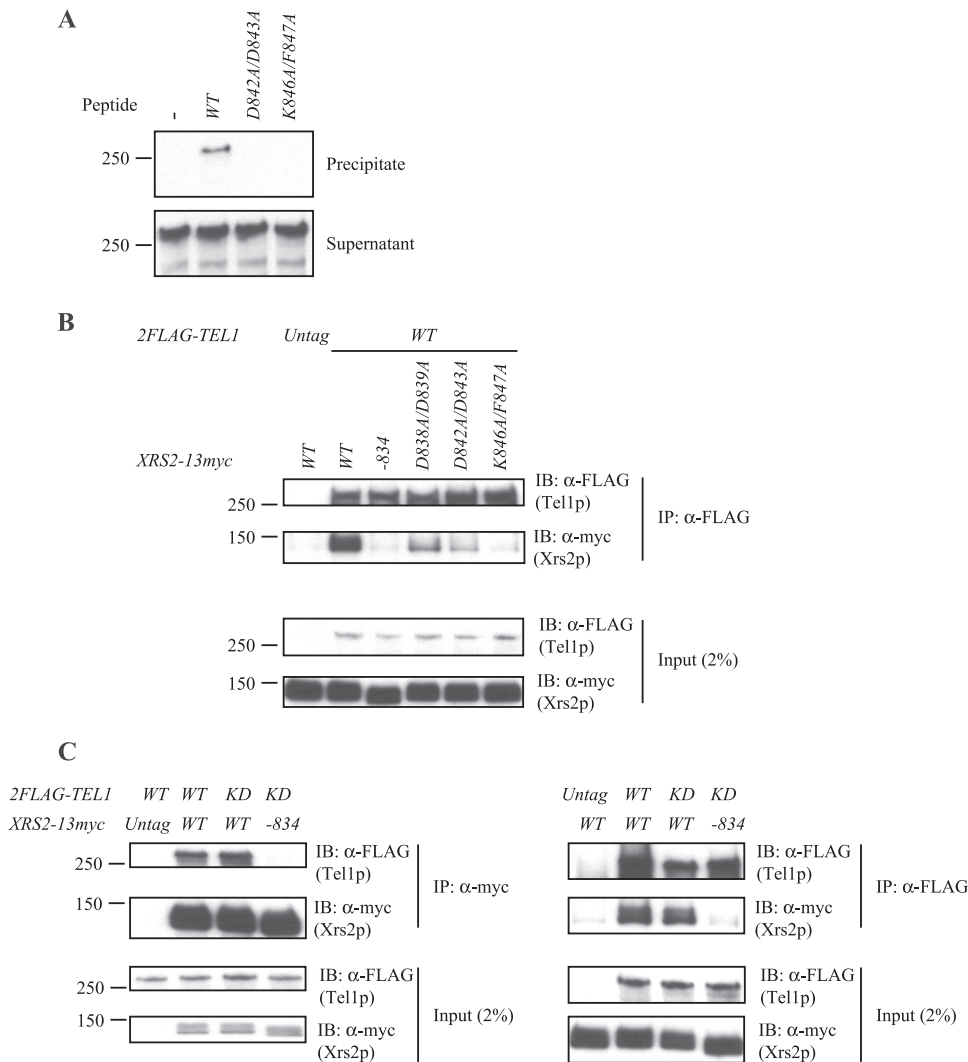 A
Peptide - WT D842A/D843A K846A/F847A
250 Precipitate
250 Supernatant
B
2FLAG-TEL1 Untag WT
XRS2-13myc WT WT -834 D838A/D839A D842A/D843A K846A/F847A
IB: α-FLAG
250 (Tel1p)
IP: α-FLAG
150 IB: α-myc
(Xrs2p)
IB: α-FLAG
250 (Tel1p)
Input (2%)
150 IB: α-myc
(Xrs2p)
C
2FLAG-TEL1 WT WT KD KD
XRS2-13myc Untag WT WT -834
250 IB: α-FLAG
(Tel1p)
IP: α-myc
150 IB: α-myc
(Xrs2p)
250 IB: α-FLAG
(Tel1p)
Input (2%)
150 IB: α-myc
(Xrs2p)
Untag WT KD KD
WT WT WT -834
IB: α-FLAG
(Tel1p)
IP: α-FLAG
IB: α-myc
(Xrs2p)
IB: α-FLAG
(Tel1p)
Input (2%)
IB: α-myc
(Xrs2p)